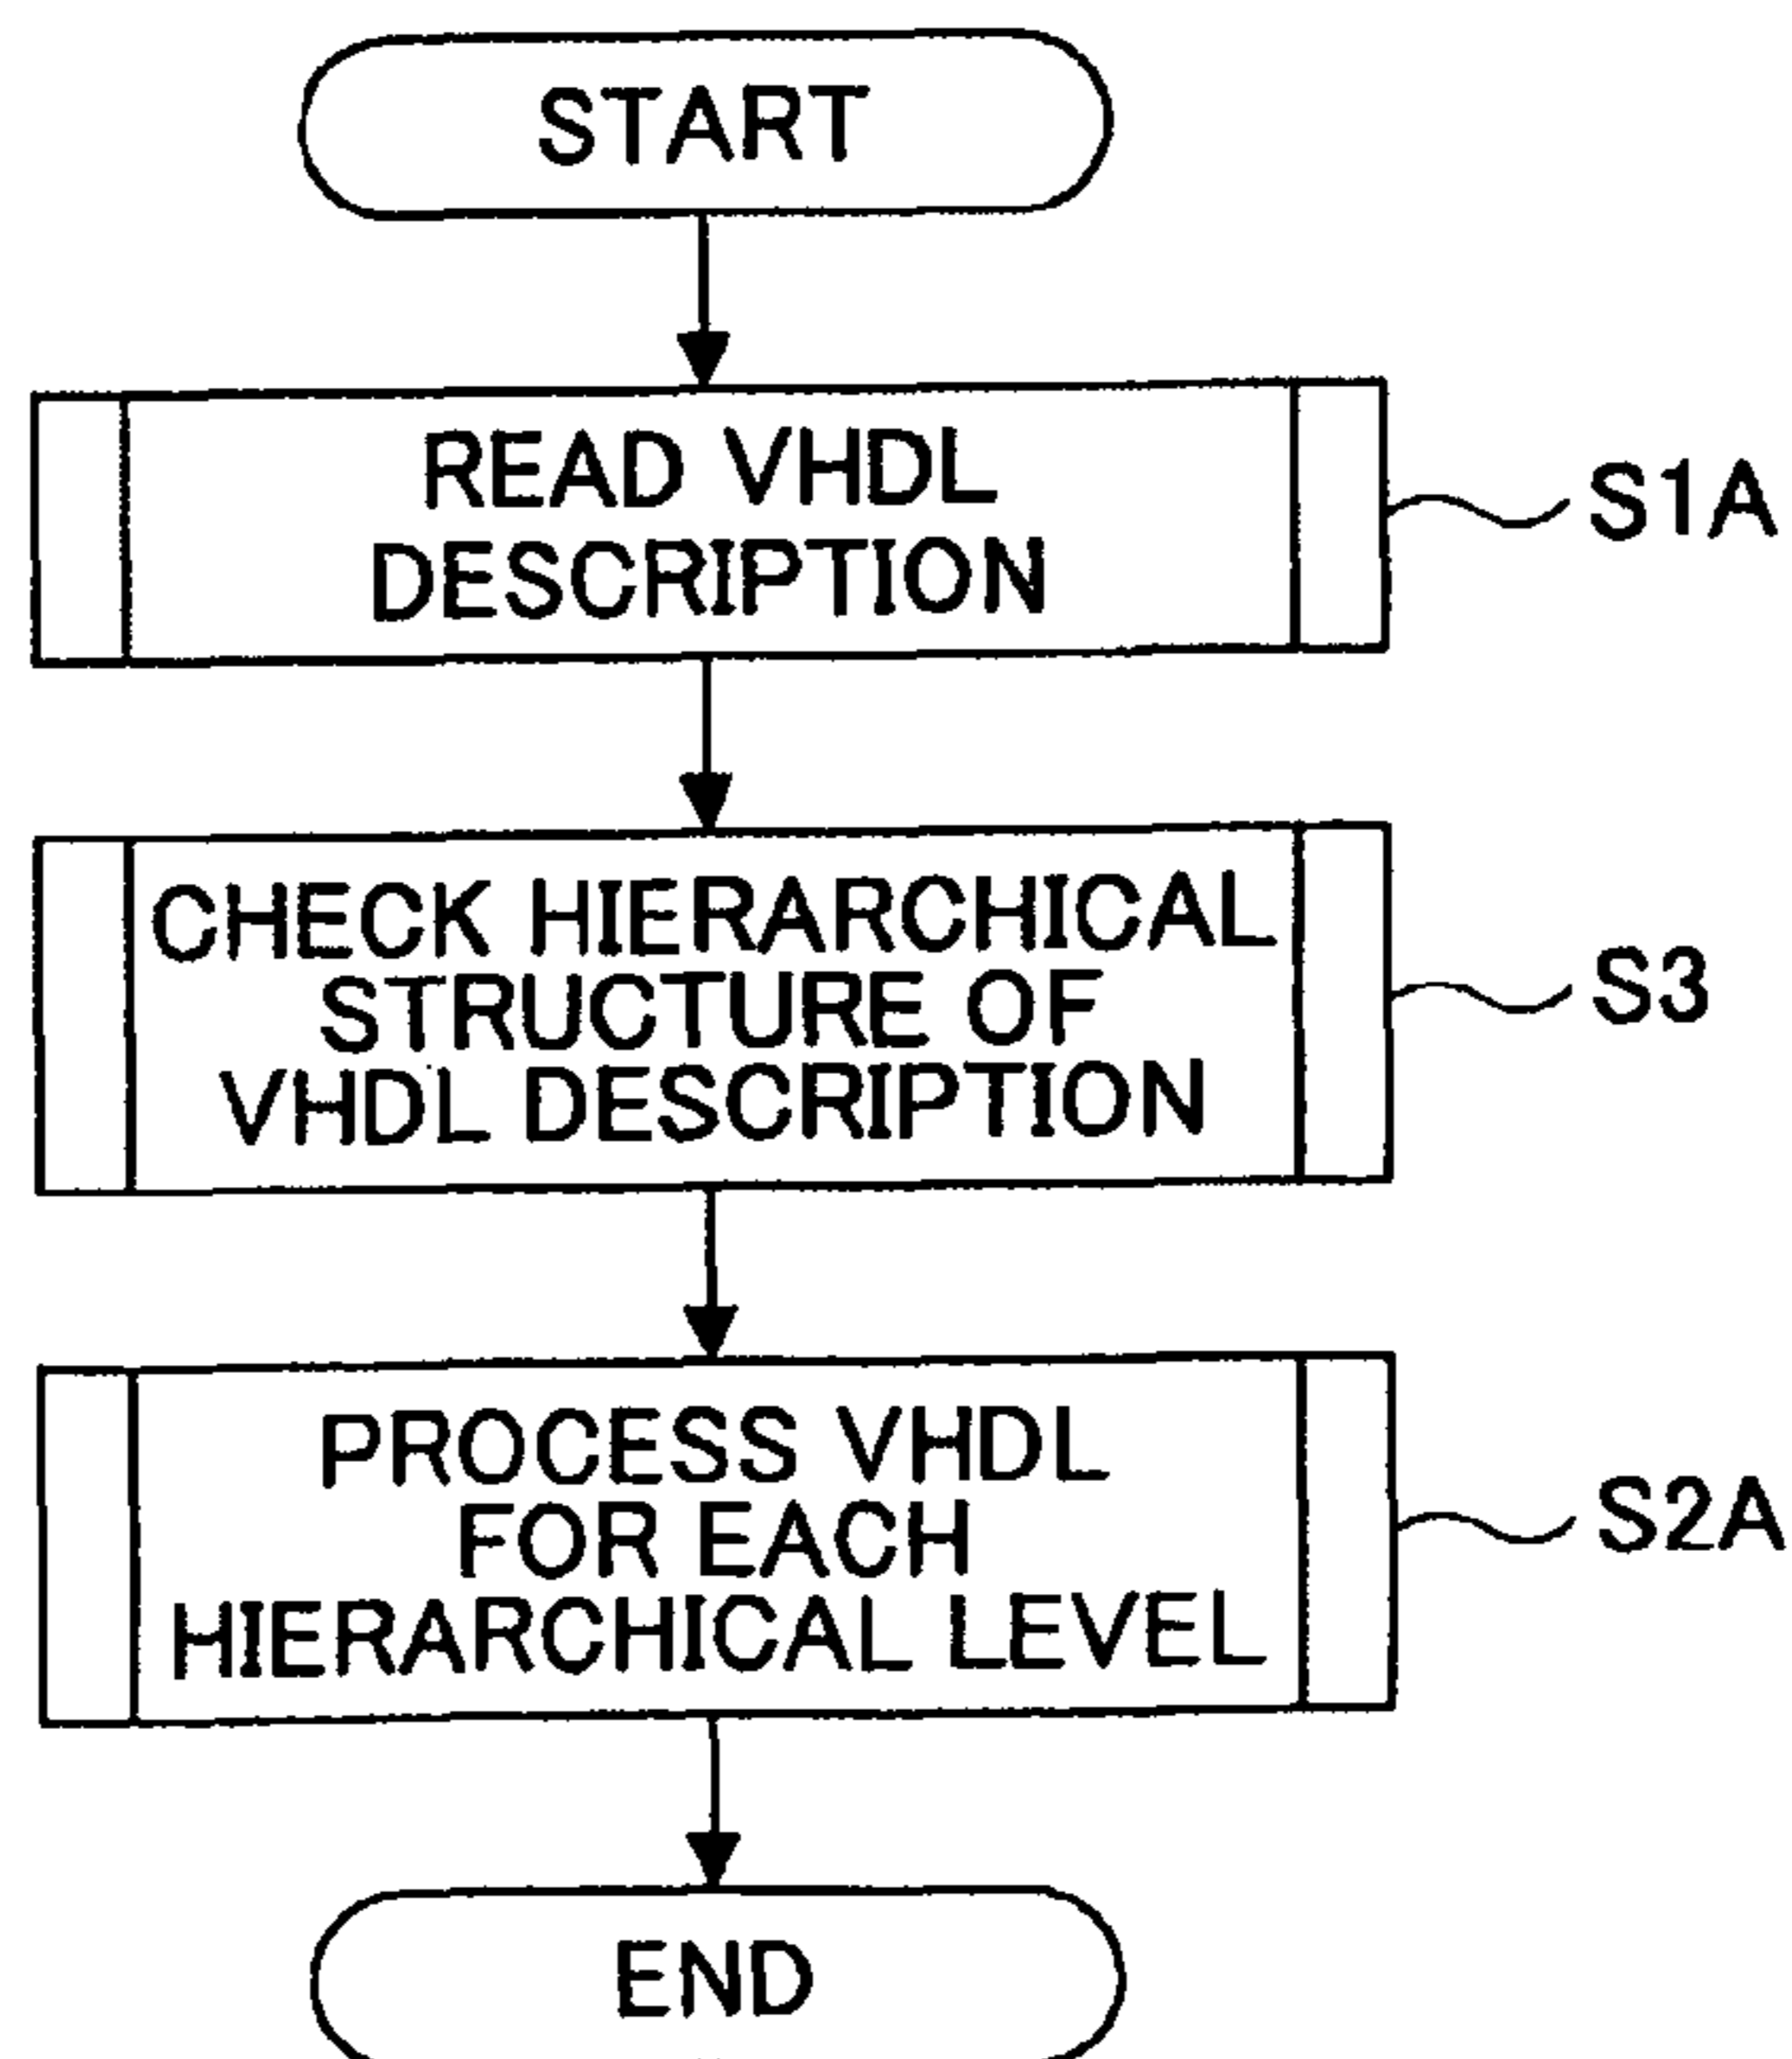 START
READ VHDL
DESCRIPTION
S1A
CHECK HIERARCHICAL
STRUCTURE OF
VHDL DESCRIPTION
S3
PROCESS VHDL
FOR EACH
HIERARCHICAL LEVEL
S2A
END